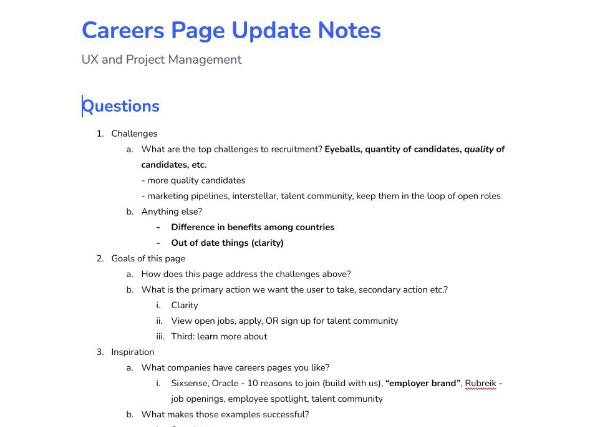 Careers Page Update Notes
UX and Project Management
Questions
1. Challenges
a. What are the top challenges to recruitment? Eyeballs, quantity of candidates, quality of
candidates, etc.
- more quality candidates
- marketing pipelines, interstellar, talent community, keep them in the loop of open roles
b. Anything else?
- Difference in benefits among countries
- Out of date things (clarity)
2. Goals of this page
a. How does this page address the challenges above?
b. What is the primary action we want the user to take, secondary action etc.?
i. Clarity
ii. View open jobs, apply, OR sign up for talent community
iii. Third: learn more about
3. Inspiration
a. What companies have careers pages you like?
i. Sixsense, Oracle - 10 reasons to join (build with us), “employer brand”, Rubreik -
job openings, employee spotlight, talent community
b. What makes those examples successful?